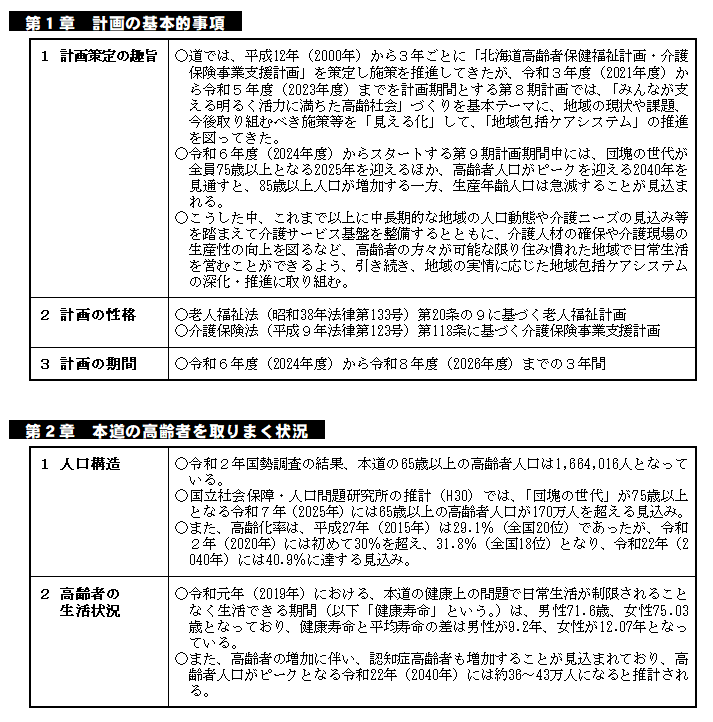 第１章　計画の基本的事項
１ 計画策定の趣旨
○道では、平成12年（2000年）から３年ごとに「北海道高齢者保健福祉計画・介護
保険事業支援計画」を策定し施策を推進してきたが、令和３年度（2021年度）か
ら令和５年度（2023年度）までを計画期間とする第８期計画では、「みんなが支
える明るく活力に満ちた高齢社会」づくりを基本テーマに、地域の現状や課題、
今後取り組むべき施策等を「見える化」して、「地域包括ケアシステム」の推進
を図ってきた。
○令和６年度（2024年度）からスタートする第９期計画期間中には、団塊の世代が
全員75歳以上となる2025年を迎えるほか、高齢者人口がピークを迎える2040年を
見通すと、85歳以上人口が増加する一方、生産年齢人口は急減することが見込ま
れる。
○こうした中、これまで以上に中長期的な地域の人口動態や介護ニーズの見込み等
を踏まえて介護サービス基盤を整備するとともに、介護人材の確保や介護現場の
生産性の向上を図るなど、高齢者の方々が可能な限り住み慣れた地域で日常生活
を営むことができるよう、引き続き、地域の実情に応じた地域包括ケアシステム
の深化・推進に取り組む。
２ 計画の性格
○老人福祉法（昭和38年法律第133号）第20条の９に基づく老人福祉計画
○介護保険法（平成９年法律第123号）第118条に基づく介護保険事業支援計画
３ 計画の期間
○令和６年度（2024年度）から令和８年度（2026年度）までの３年間
第２章　本道の高齢者を取りまく状況
１ 人口構造
○令和２年国勢調査の結果、本道の65歳以上の高齢者人口は1,664,016人となって
いる。
○国立社会保障・人口問題研究所の推計（H30）では、「団塊の世代」が75歳以上
となる令和７年（2025年）には65歳以上の高齢者人口が170万人を超える見込み。
○また、高齢化率は、平成27年（2015年）は29.1%（全国20位）であったが、令和
２年（2020年）には初めて30%を超え、31.8%（全国18位）となり、令和22年（2
040年）には40.9%に達する見込み。
２ 高齢者の
生活状況
○令和元年（2019年）における、本道の健康上の問題で日常生活が制限されること
なく生活できる期間（以下「健康寿命」という。）は、男性71.6歳、女性75.03
歳となっており、健康寿命と平均寿命の差は男性が9.2年、女性が12.07年となっ
ている。
○また、高齢者の増加に伴い、認知症高齢者も増加することが見込まれており、高
齢者人口がピークとなる令和22年（2040年）には約36～43万人になると推計され
る。